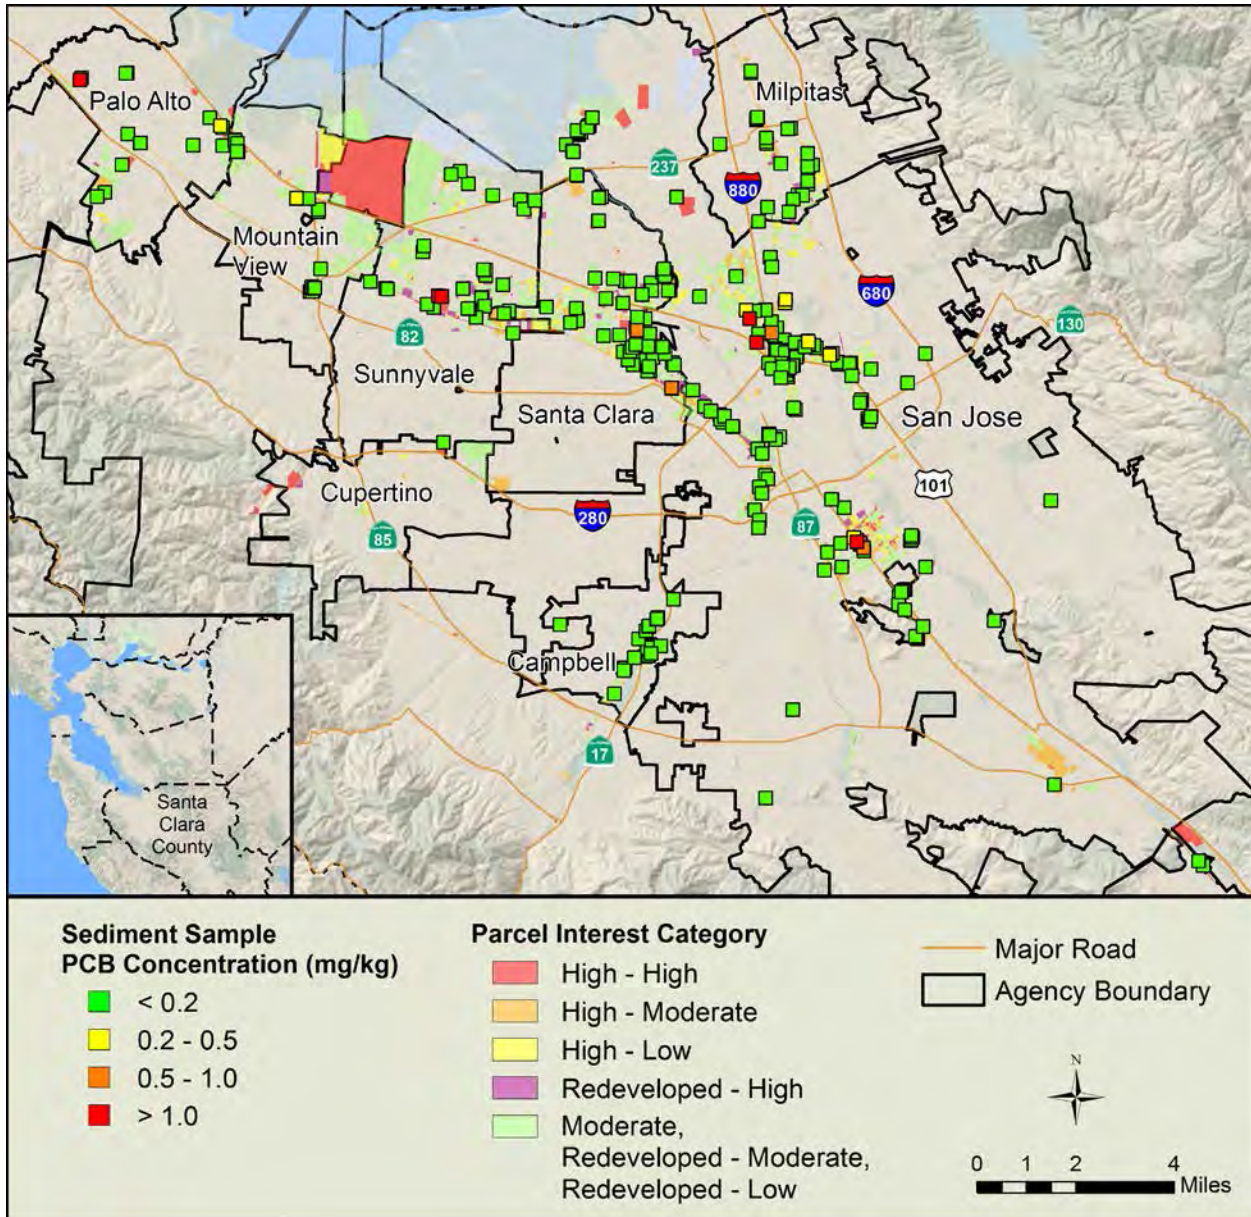 Palo Alto
Milpitas
237
880
Mountain
View
680
130
82
Sunnyvale
Santa Clara
San Jose
101
Cupertino
280
87
85
Campbell
17
Santa
Clara
County
Sediment Sample
PCB Concentration (mg/kg)
< 0.2
0.2 - 0.5
0.5 - 1.0
> 1.0
Parcel Interest Category
High - High
High - Moderate
High - Low
Redeveloped - High
Moderate,
Redeveloped - Moderate,
Redeveloped - Low
Major Road
Agency Boundary
N
0 1 2 4
Miles